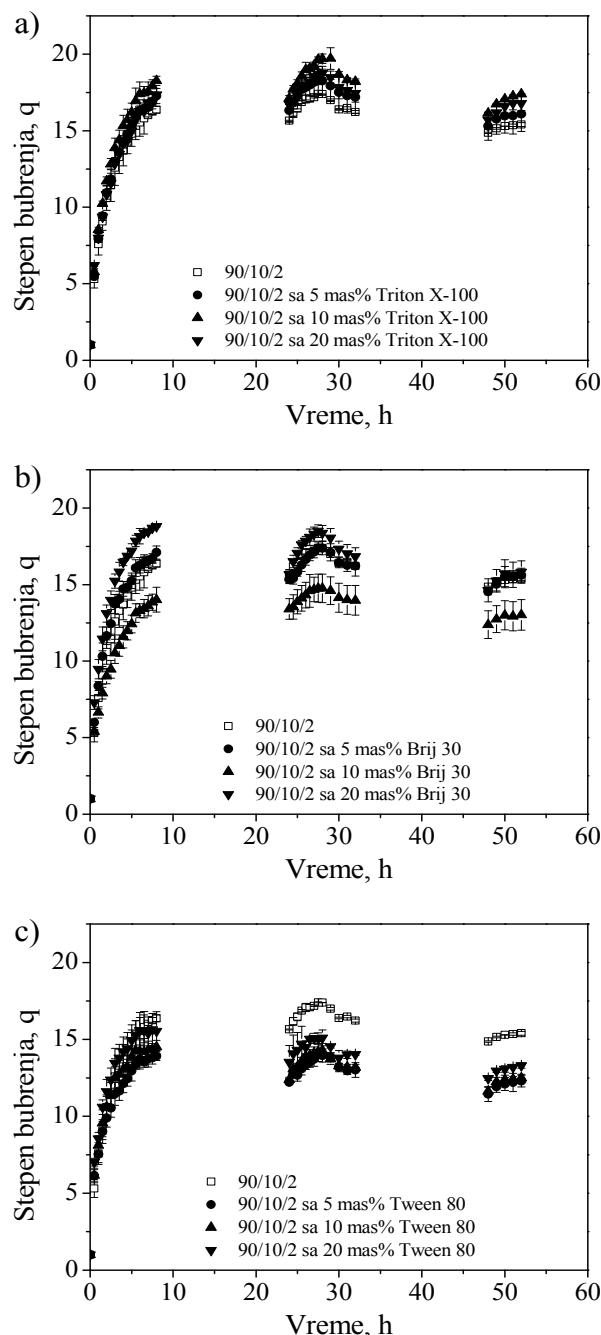 a)
Stepen bubrenja, q
20
15
10
5
0
90/10/2
90/10/2 sa 5 mas% Triton X-100
90/10/2 sa 10 mas% Triton X-100
90/10/2 sa 20 mas% Triton X-100
0 10 20 30 40 50 60
Vreme, h
b)
Stepen bubrenja, q
20
15
10
5
0
90/10/2
90/10/2 sa 5 mas% Brij 30
90/10/2 sa 10 mas% Brij 30
90/10/2 sa 20 mas% Brij 30
0 10 20 30 40 50 60
Vreme, h
c)
Stepen bubrenja, q
20
15
10
5
0
90/10/2
90/10/2 sa 5 mas% Tween 80
90/10/2 sa 10 mas% Tween 80
90/10/2 sa 20 mas% Tween 80
0 10 20 30 40 50 60
Vreme, h